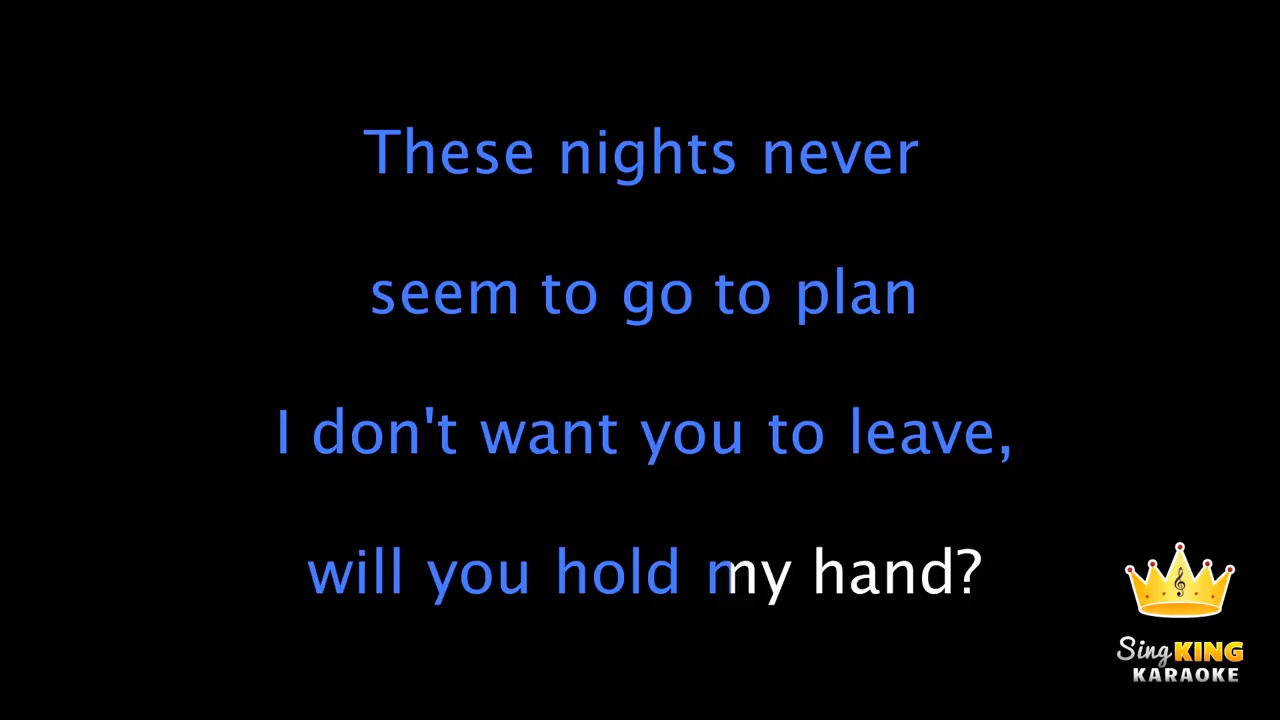 These nights never
seem to go to plan
I don't want you to leave,
will you hold my hand?
Sing KING
KARAOKE